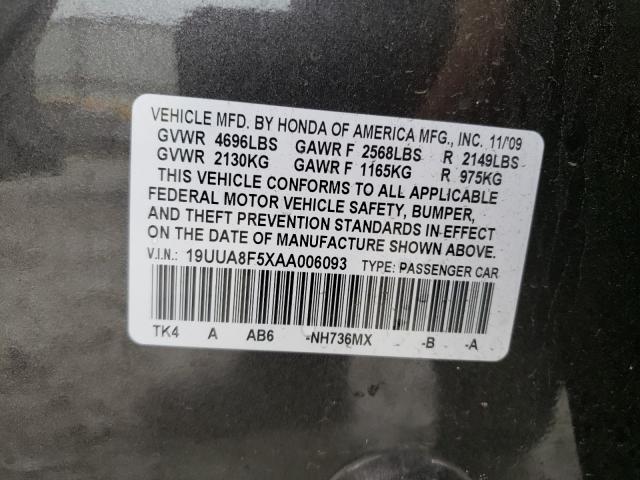 VEHICLE MFD. BY HONDA OF AMERICA MFG., INC. 11/'09
GVWR 4696LBS GAWR F 2568LBS R 2149LBS
GVWR 2130KG GAWR F 1165KG R 975KG
THIS VEHICLE CONFORMS TO ALL APPLICABLE
FEDERAL MOTOR VEHICLE SAFETY, BUMPER,
AND THEFT PREVENTION STANDARDS IN EFFECT
ON THE DATE OF MANUFACTURE SHOWN ABOVE.
V.I.N.: 19UUA8F5XAA006093 TYPE: PASSENGER CAR
TK4 A AB6 -NH736MX -B -A